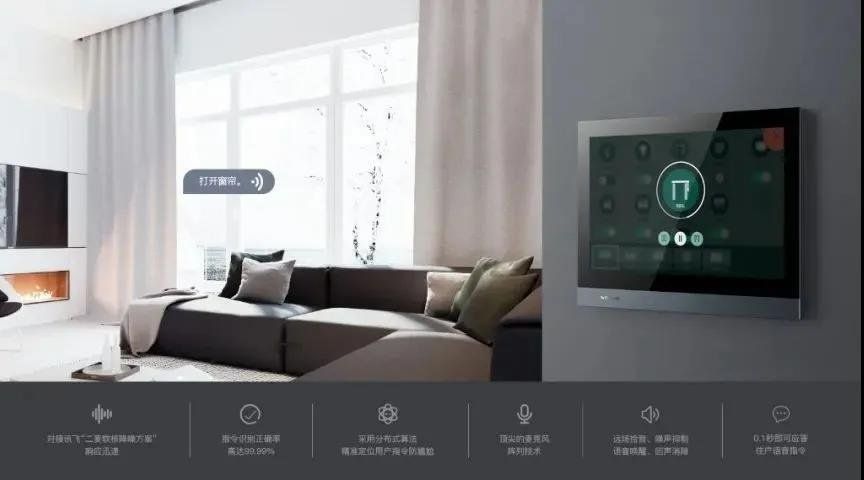 打开窗帘。
对接讯飞“二麦联核降噪方案”
响应迅速
指令识别正确率
高达99.99%
采用分布式算法
精准定位用户指令防尴尬
顶尖的麦克风
阵列技术
远场拾音、噪声抑制
语音唤醒、回声消除
0.1秒即可应答
住户语音指令